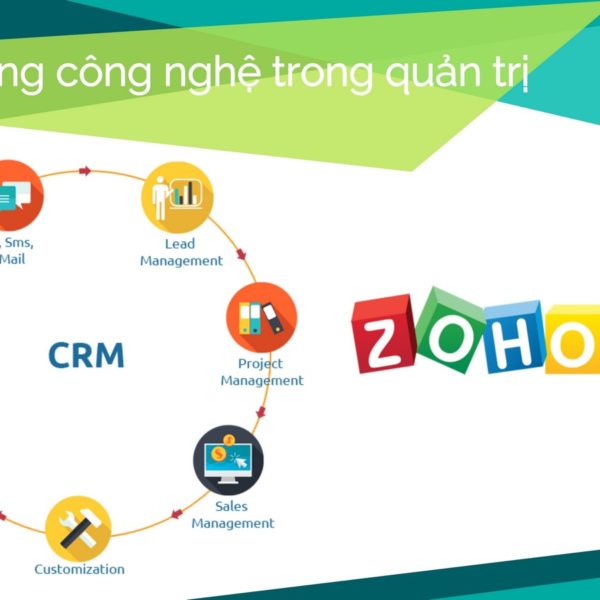 ng công nghệ trong quản trị
, Sms,
Mail
Lead
Management
CRM
Project
Management
Sales
Management
Customization
ZOHO